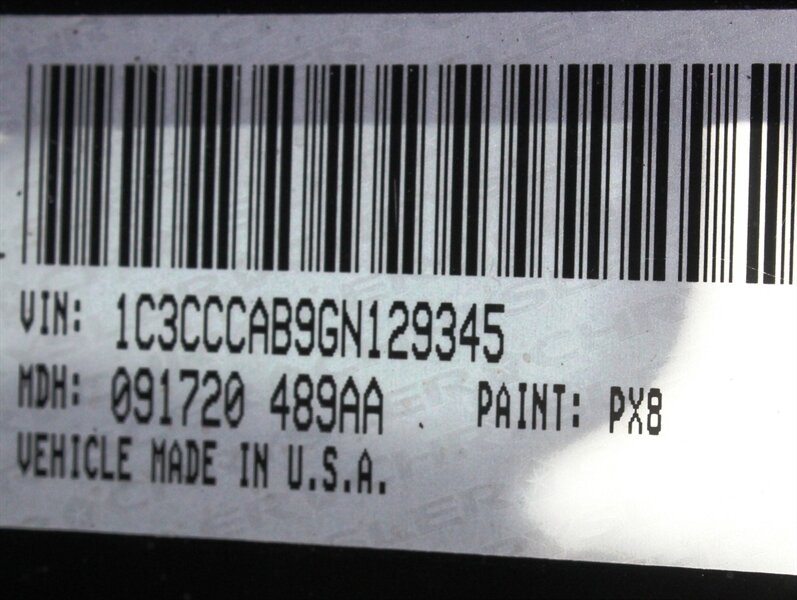 VIN: 1C3CCCAB9GN129345
MDH: 091720 489AA PAINT: PX8
VEHICLE MADE IN U.S.A.